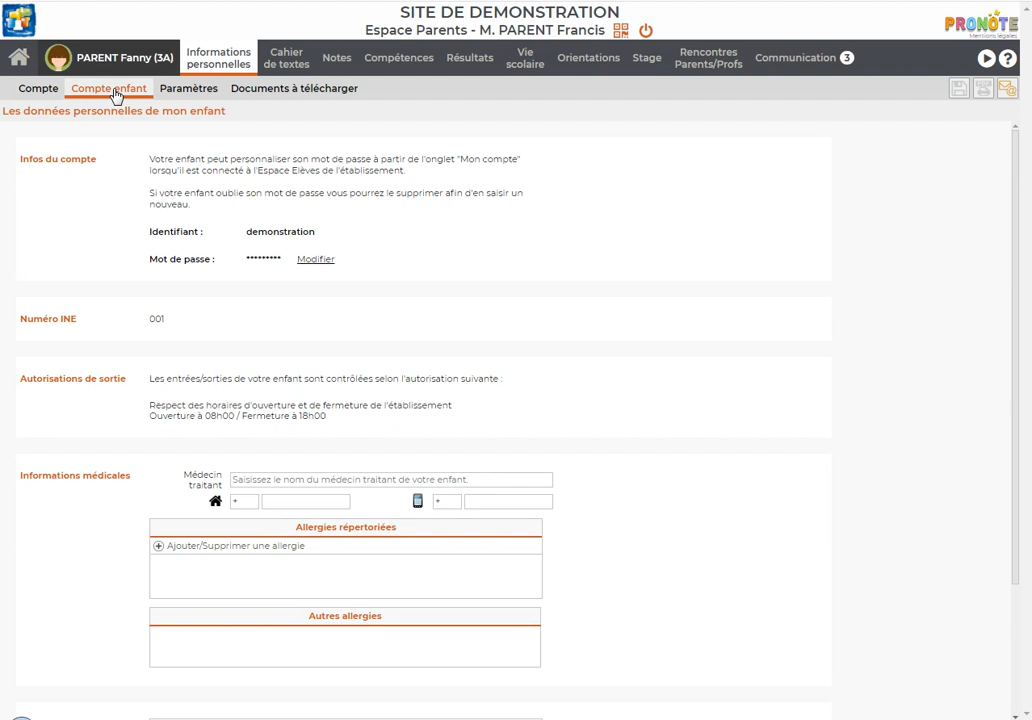 SITE DE DEMONSTRATION
Espace Parents - M. PARENT Francis
PRONOTE
Mentions légales
PARENT Fanny (3A)
Informations personnelles
Cahier de textes
Notes
Compétences
Résultats
Vie scolaire
Orientations
Stage
Rencontres Parents/Profs
Communication 3
?
Compte
Compte enfant
Paramètres
Documents à télécharger
Les données personnelles de mon enfant
Infos du compte
Votre enfant peut personnaliser son mot de passe à partir de l'onglet "Mon compte"
lorsqu'il est connecté à l'Espace Elèves de l'établissement.
Si votre enfant oublie son mot de passe vous pourrez le supprimer afin d'en saisir un
nouveau.
Identifiant : demonstration
Mot de passe : ********* Modifier
Numéro INE 001
Autorisations de sortie
Les entrées/sorties de votre enfant sont contrôlées selon l'autorisation suivante :
Respect des horaires d'ouverture et de fermeture de l'établissement
Ouverture à 08h00 / Fermeture à 18h00
Informations médicales
Médecin
traitant
Saisissez le nom du médecin traitant de votre enfant.
+ +
Allergies répertoriées
Ajouter/Supprimer une allergie
Autres allergies